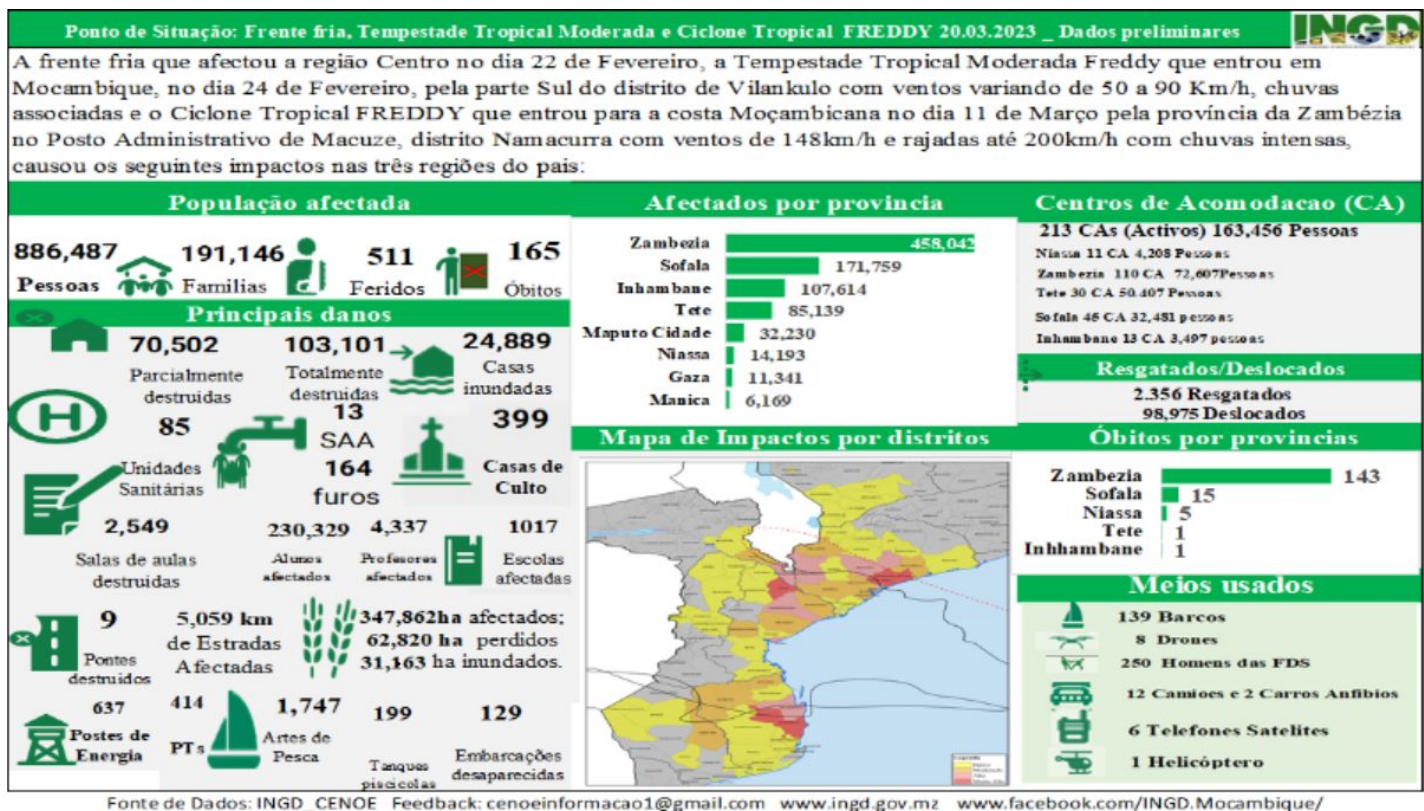 Ponto de Situação: Frente fria, Tempestade Tropical Moderada e Ciclone Tropical FREDDY 20.03.2023 _ Dados preliminares
INGD
A frente fria que afectou a região Centro no dia 22 de Fevereiro, a Tempestade Tropical Moderada Freddy que entrou em
Mocambique, no dia 24 de Fevereiro, pela parte Sul do distrito de Vilankulo com ventos variando de 50 a 90 Km/h, chuvas
associadas e o Ciclone Tropical FREDDY que entrou para a costa Moçambicana no dia 11 de Março pela província da Zambézia
no Posto Administrativo de Macuze, distrito Namacurra com ventos de 148km/h e rajadas até 200km/h com chuvas intensas,
causou os seguintes impactos nas três regiões do pais:
População afectada
886,487
Pessoas
191,146
Familias
511
Feridos
165
Óbitos
Principais danos
70,502
Parcialmente
destruidas
103,101
Totalmente
destruidas
24,889
Casas
inundadas
H
85
Unidades
Sanitárias
13
SAA
164
furos
399
Casas de
Culto
2,549
Salas de aulas
destruidas
230,329
Alunos
afectados
4,337
Profesores
afectados
1017
Escolas
afectadas
9
Pontes
destruidos
5,059 km
de Estradas
Afectadas
347,862ha afectados;
62,820 ha perdidos
31,163 ha inundados.
637
Postes de
Energia
414
PTs
1,747
Artes de
Pesca
199
Tanques
piscicolas
129
Embarcações
desaparecidas
Afectados por provincia
Zambezia 458,042
Sofala 171,759
Inhambane 107,614
Tete 85,139
Maputo Cidade 32,230
Niassa 14,193
Gaza 11,341
Manica 6,169
Mapa de Impactos por distritos
Centros de Acomodacao (CA)
213 CAs (Activos) 163,456 Pessoas
Niassa 11 CA 4,208 Pessoas
Zambezia 110 CA 72,607Pessoas
Tete 30 CA 50.407 Pessoas
Sofala 45 CA 32,481 pessoas
Inhambane 13 CA 3,497 pessoas
Resgatados/Deslocados
2.356 Resgatados
98,975 Deslocados
Óbitos por provincias
Zambezia 143
Sofala 15
Niassa 5
Tete 1
Inhhambane 1
Meios usados
139 Barcos
8 Drones
250 Homens das FDS
12 Camioes e 2 Carros Anfibios
6 Telefones Satelites
1 Helicóptero
Fonte de Dados: INGD_CENOE Feedback: cenoeinformacao1@gmail.com www.ingd.gov.mz www.facebook.com/INGD.Mocambique/